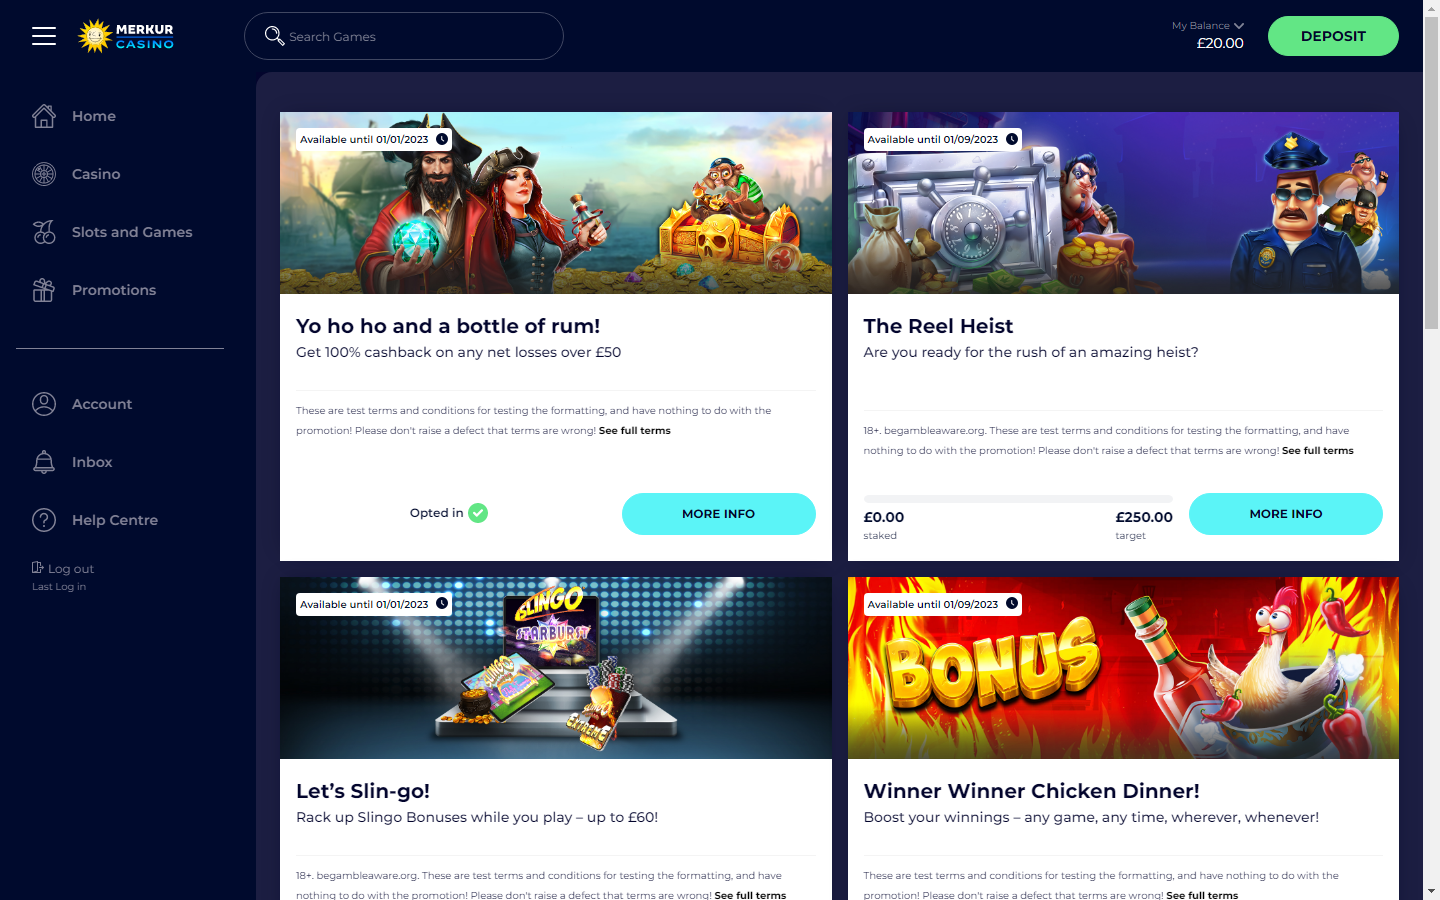 MERKUR
CASINO
Search Games
My Balance
£20.00
DEPOSIT
Home
Casino
Slots and Games
Promotions
Account
Inbox
Help Centre
Log out
Last Log in
Available until 01/01/2023
Yo ho ho and a bottle of rum!
Get 100% cashback on any net losses over £50
These are test terms and conditions for testing the formatting, and have nothing to do with the
promotion! Please don't raise a defect that terms are wrong! See full terms
Opted in
MORE INFO
Available until 01/09/2023
The Reel Heist
Are you ready for the rush of an amazing heist?
18+. begambleaware.org. These are test terms and conditions for testing the formatting, and have
nothing to do with the promotion! Please don't raise a defect that terms are wrong! See full terms
£0.00
staked
£250.00
target
MORE INFO
Available until 01/01/2023
SLINGO
STARBURST
EXTREME
Let’s Slin-go!
Rack up Slingo Bonuses while you play – up to £60!
18+. begambleaware.org. These are test terms and conditions for testing the formatting, and have
nothing to do with the promotion! Please don't raise a defect that terms are wrong! See full terms
Available until 01/09/2023
BONUS
Winner Winner Chicken Dinner!
Boost your winnings – any game, any time, wherever, whenever!
These are test terms and conditions for testing the formatting, and have nothing to do with the
promotion! Please don't raise a defect that terms are wrong! See full terms